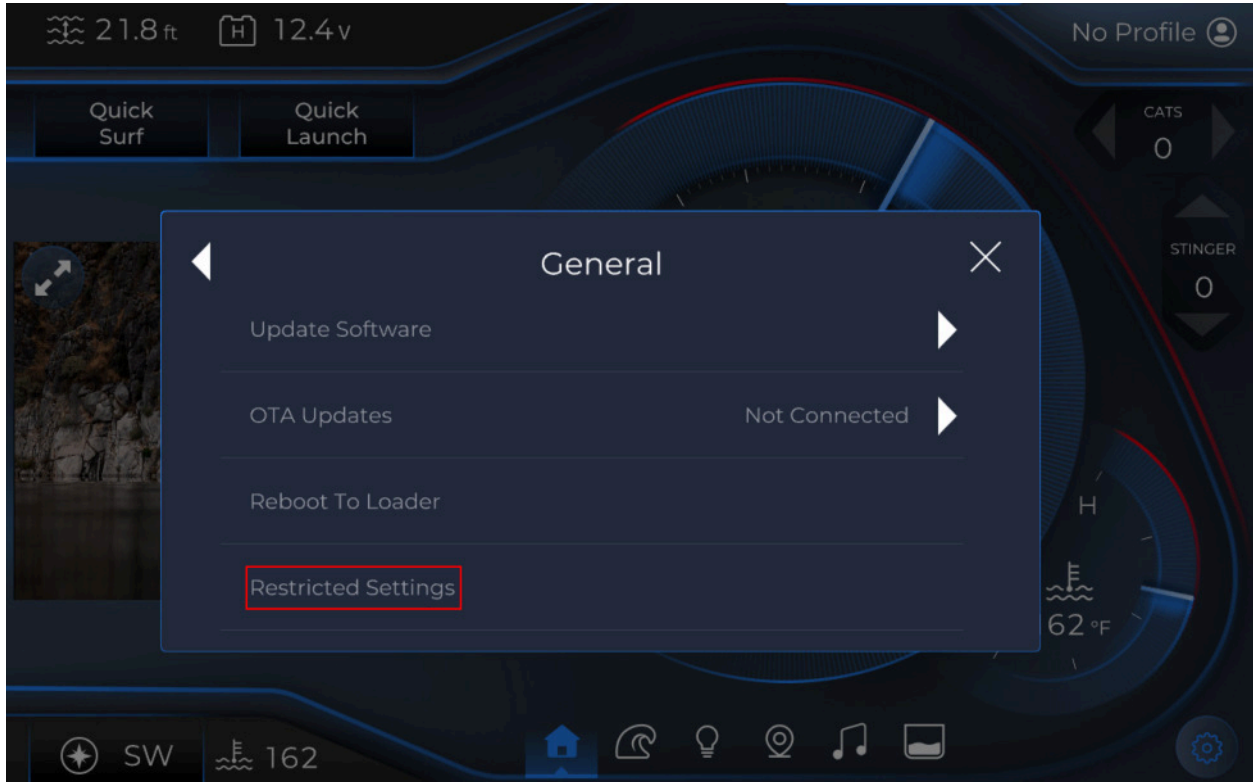 21.8 ft
H 12.4 v
No Profile
Quick
Surf
Quick
Launch
CATS
0
STINGER
0
General
Update Software
OTA Updates Not Connected
Reboot To Loader
Restricted Settings
H
162 °F
SW
162